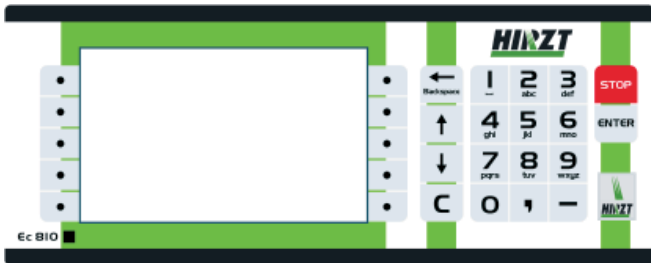 HIRZT
← Backspace
1 – 2 abc 3 def
STOP
↑
4 ghi 5 jkl 6 mno
ENTER
↓
7 pqrs 8 tuv 9 wxyz
C
0 , –
HIRZT
Ec 810